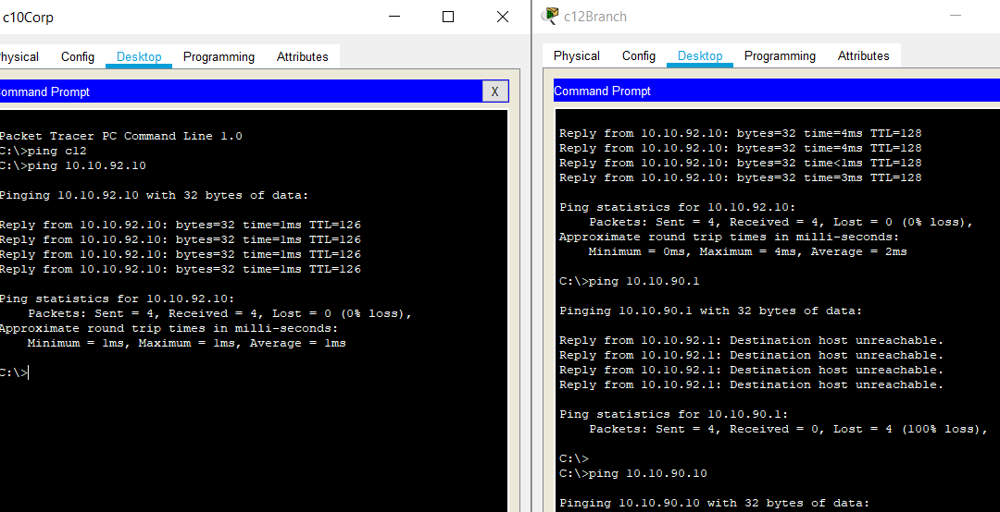 c10Corp
Physical Config Desktop Programming Attributes
Command Prompt X
Packet Tracer PC Command Line 1.0
C:\>ping c12
C:\>ping 10.10.92.10
Pinging 10.10.92.10 with 32 bytes of data:
Reply from 10.10.92.10: bytes=32 time=1ms TTL=126
Reply from 10.10.92.10: bytes=32 time=1ms TTL=126
Reply from 10.10.92.10: bytes=32 time=1ms TTL=126
Reply from 10.10.92.10: bytes=32 time=1ms TTL=126
Ping statistics for 10.10.92.10:
Packets: Sent = 4, Received = 4, Lost = 0 (0% loss),
Approximate round trip times in milli-seconds:
Minimum = 1ms, Maximum = 1ms, Average = 1ms
C:\>
c12Branch
Physical Config Desktop Programming Attributes
Command Prompt
Reply from 10.10.92.10: bytes=32 time=4ms TTL=128
Reply from 10.10.92.10: bytes=32 time=4ms TTL=128
Reply from 10.10.92.10: bytes=32 time<1ms TTL=128
Reply from 10.10.92.10: bytes=32 time=3ms TTL=128
Ping statistics for 10.10.92.10:
Packets: Sent = 4, Received = 4, Lost = 0 (0% loss),
Approximate round trip times in milli-seconds:
Minimum = 0ms, Maximum = 4ms, Average = 2ms
C:\>ping 10.10.90.1
Pinging 10.10.90.1 with 32 bytes of data:
Reply from 10.10.92.1: Destination host unreachable.
Reply from 10.10.92.1: Destination host unreachable.
Reply from 10.10.92.1: Destination host unreachable.
Reply from 10.10.92.1: Destination host unreachable.
Ping statistics for 10.10.90.1:
Packets: Sent = 4, Received = 0, Lost = 4 (100% loss),
C:\>
C:\>ping 10.10.90.10
Pinging 10.10.90.10 with 32 bytes of data: